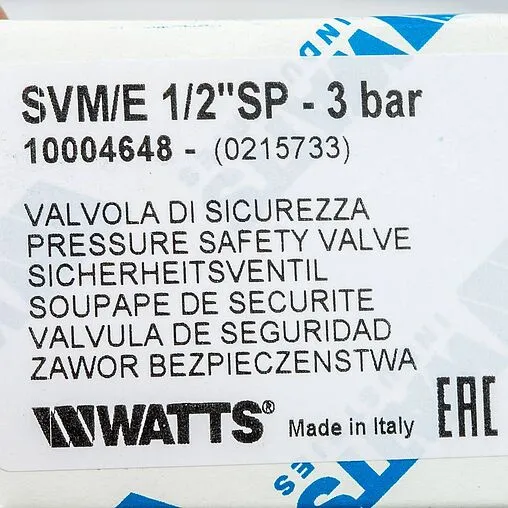 SVM/E 1/2"SP - 3 bar
10004648 - (0215733)
VALVOLA DI SICUREZZA
PRESSURE SAFETY VALVE
SICHERHEITSVENTIL
SOUPAPE DE SECURITE
VALVULA DE SEGURIDAD
ZAWOR BEZPIECZENSTWA
WATTS® Made in Italy EAC